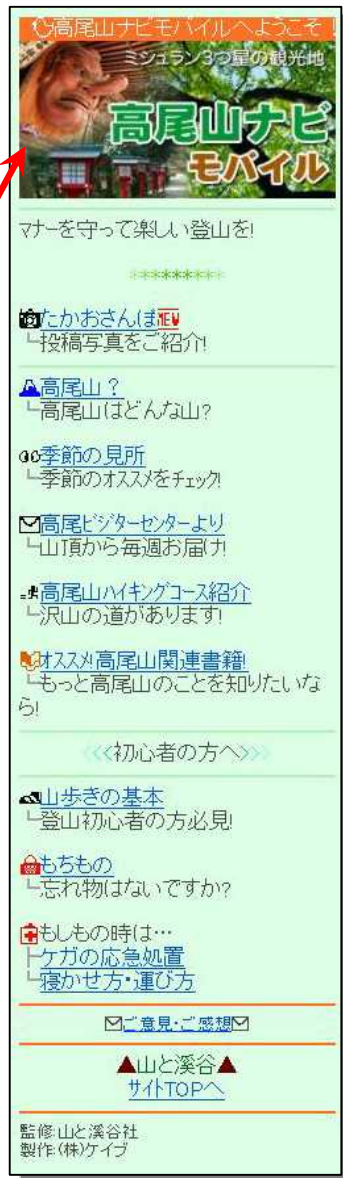 高尾山ナビモバイルへようこそ！
ミシュラン3つ星の観光地
高尾山ナビ
モバイル
マナーを守って楽しい登山を!
*********
たかおさんぽNEW
└投稿写真をご紹介!
高尾山？
└高尾山はどんな山?
季節の見所
└季節のオススメをチェック!
高尾ビジターセンターより
└山頂から毎週お届け!
高尾山ハイキングコース紹介
└沢山の道があります!
オススメ!高尾山関連書籍!
└もっと高尾山のことを知りたいな
ら!
<<<初心者の方へ>>>
山歩きの基本
└登山初心者の方必見!
もちもの
└忘れ物はないですか?
もしもの時は…
├ケガの応急処置
└寝かせ方・運び方
ご意見・ご感想
▲山と溪谷▲
サイトTOPへ
監修:山と溪谷社
製作:(株)ケイブ